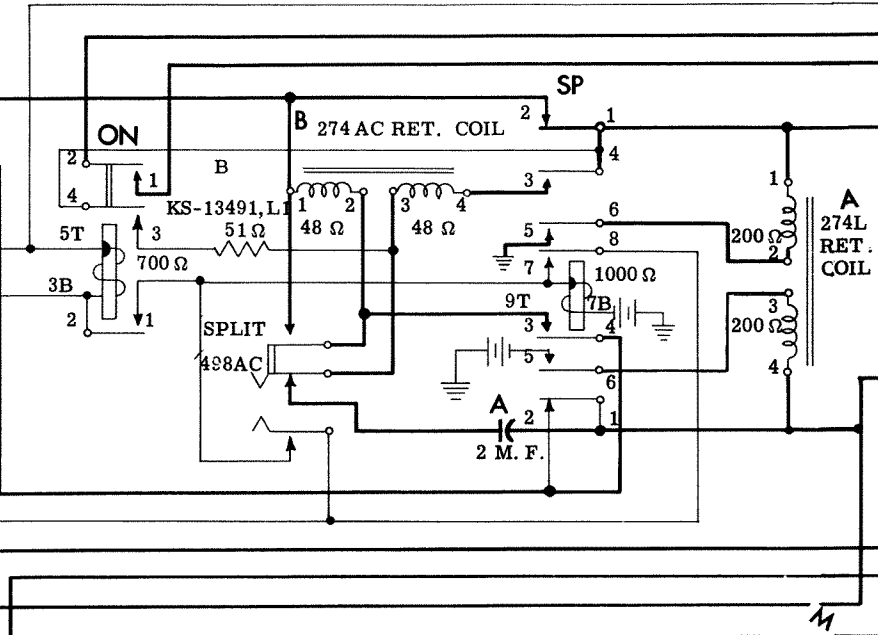 SP
2
1
B 274AC RET. COIL
ON
4
2
B
1
3
1
A
4
KS-13491, L1
1
2
3
4
6
274L
5T
3
51 Ω
48 Ω
48 Ω
5
8
200 Ω
RET.
2
COIL
700 Ω
7
1000 Ω
3B
9T
7B
3
2
1
SPLIT
3
4
200 Ω
498AC
5
6
4
A
2
1
2 M. F.
M